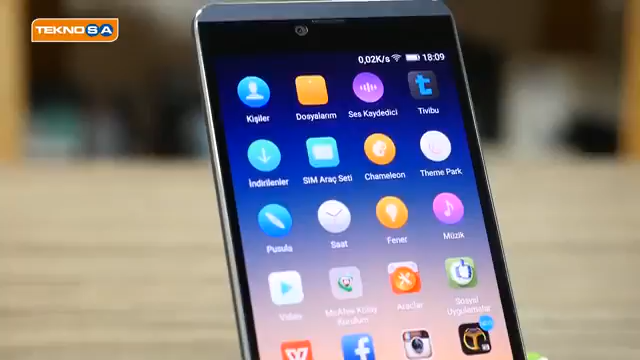 TEKNOSA
0,02K/s 18:09
Kişiler Dosyalarım Ses Kaydedici Tivibu
İndirilenler SIM Araç Seti Chameleon Theme Park
Pusula Saat Fener Müzik
Video McAfee Kolay Kurulum Araçlar Sosyal Uygulamalar